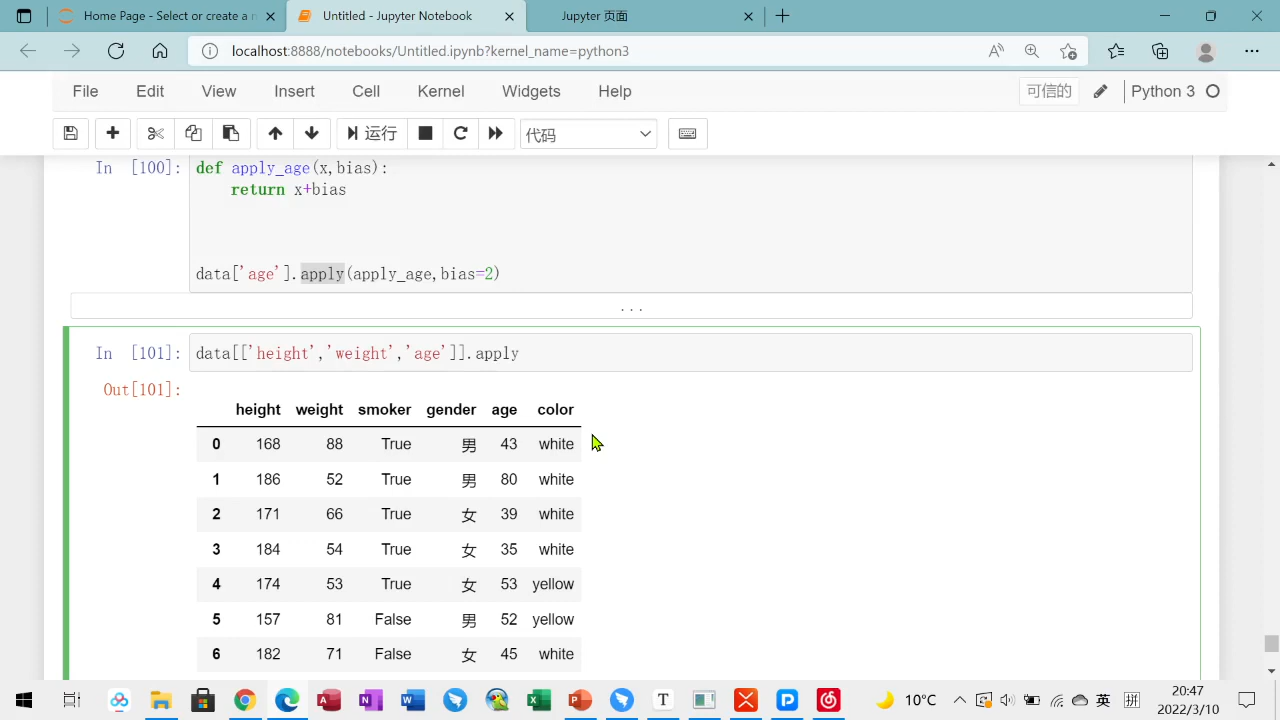 Home Page - Select or create a n
Untitled - Jupyter Notebook
Jupyter 页面
localhost:8888/notebooks/Untitled.ipynb?kernel_name=python3
File Edit View Insert Cell Kernel Widgets Help
可信的
Python 3
运行
代码
In [100]:
def apply_age(x,bias):
    return x+bias
data['age'].apply(apply_age,bias=2)
...
In [101]:
data[['height','weight','age']].apply
Out[101]:
height weight smoker gender age color
0 168 88 True 男 43 white
1 186 52 True 男 80 white
2 171 66 True 女 39 white
3 184 54 True 女 35 white
4 174 53 True 女 53 yellow
5 157 81 False 男 52 yellow
6 182 71 False 女 45 white
10°C
英
拼
20:47
2022/3/10